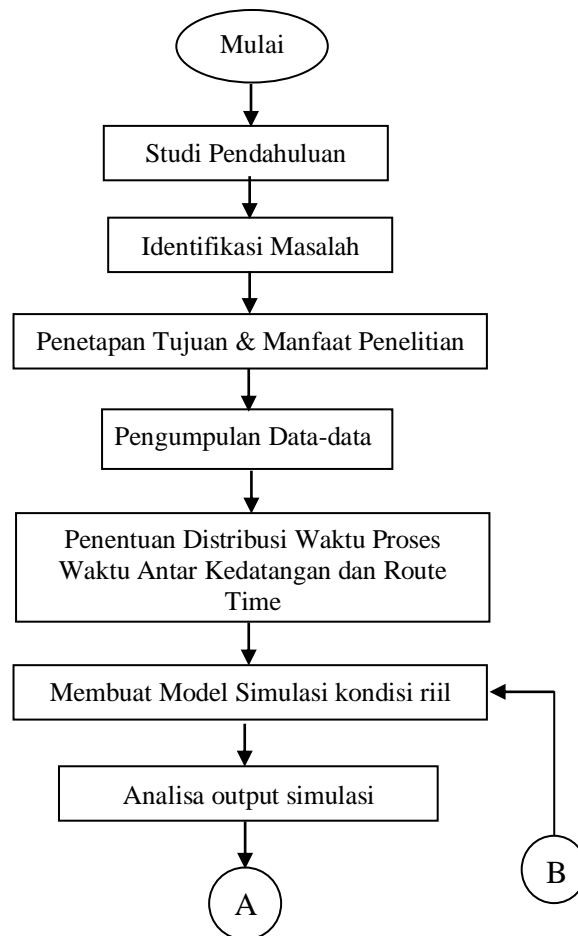 Mulai
Studi Pendahuluan
Identifikasi Masalah
Penetapan Tujuan & Manfaat Penelitian
Pengumpulan Data-data
Penentuan Distribusi Waktu Proses
Waktu Antar Kedatangan dan Route
Time
Membuat Model Simulasi kondisi riil
Analisa output simulasi
B
A